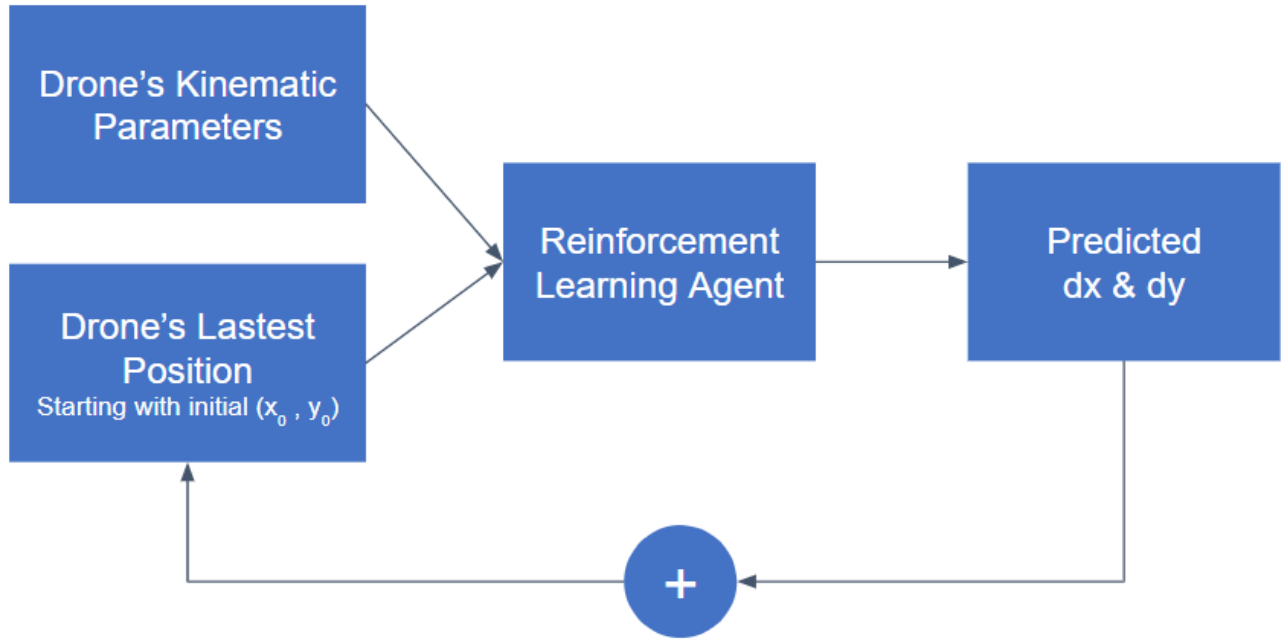 Drone's Kinematic
Parameters
Drone's Lastest
Position
Starting with initial (x₀ , y₀)
Reinforcement
Learning Agent
Predicted
dx & dy
+